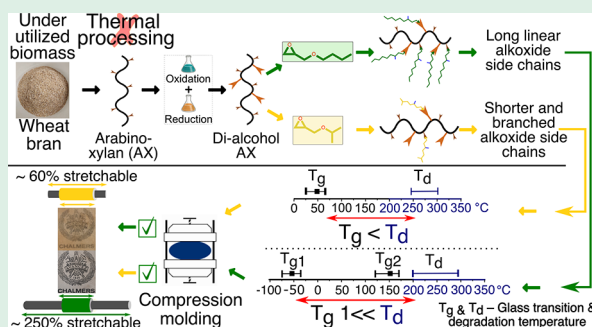 Under
utilized
biomass
Thermal
processing
Wheat
bran
Arabino-
xylan (AX)
Oxidation
+
Reduction
Di-alcohol
AX
Long linear
alkoxide
side chains
Shorter and
branched
alkoxide side
chains
~ 60% stretchable
CHALMERS
CHALMERS
~ 250% stretchable
Compression
molding
Tg Td
0 50 100 150 200 250 300 350 °C
Tg < Td
Tg1 Tg2 Td
-100 -50 0 50 100 150 200 250 300 350 °C
Tg 1<< Td
Tg & Td – Glass transition &
degradation temperature